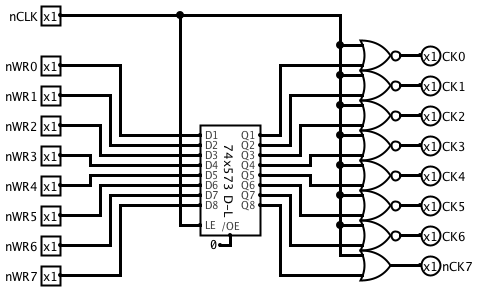 nCLK x1
x1 CK0
nWR0 x1
x1 CK1
nWR1 x1
x1 CK2
nWR2 x1
D1 Q1
D2 Q2
D3 Q3
D4 Q4
D5 Q5
D6 Q6
D7 Q7
D8 Q8
LE /OE
74x573 D-L
0
x1 CK3
nWR3 x1
x1 CK4
nWR4 x1
x1 CK5
nWR5 x1
x1 CK6
nWR6 x1
x1 nCK7
nWR7 x1